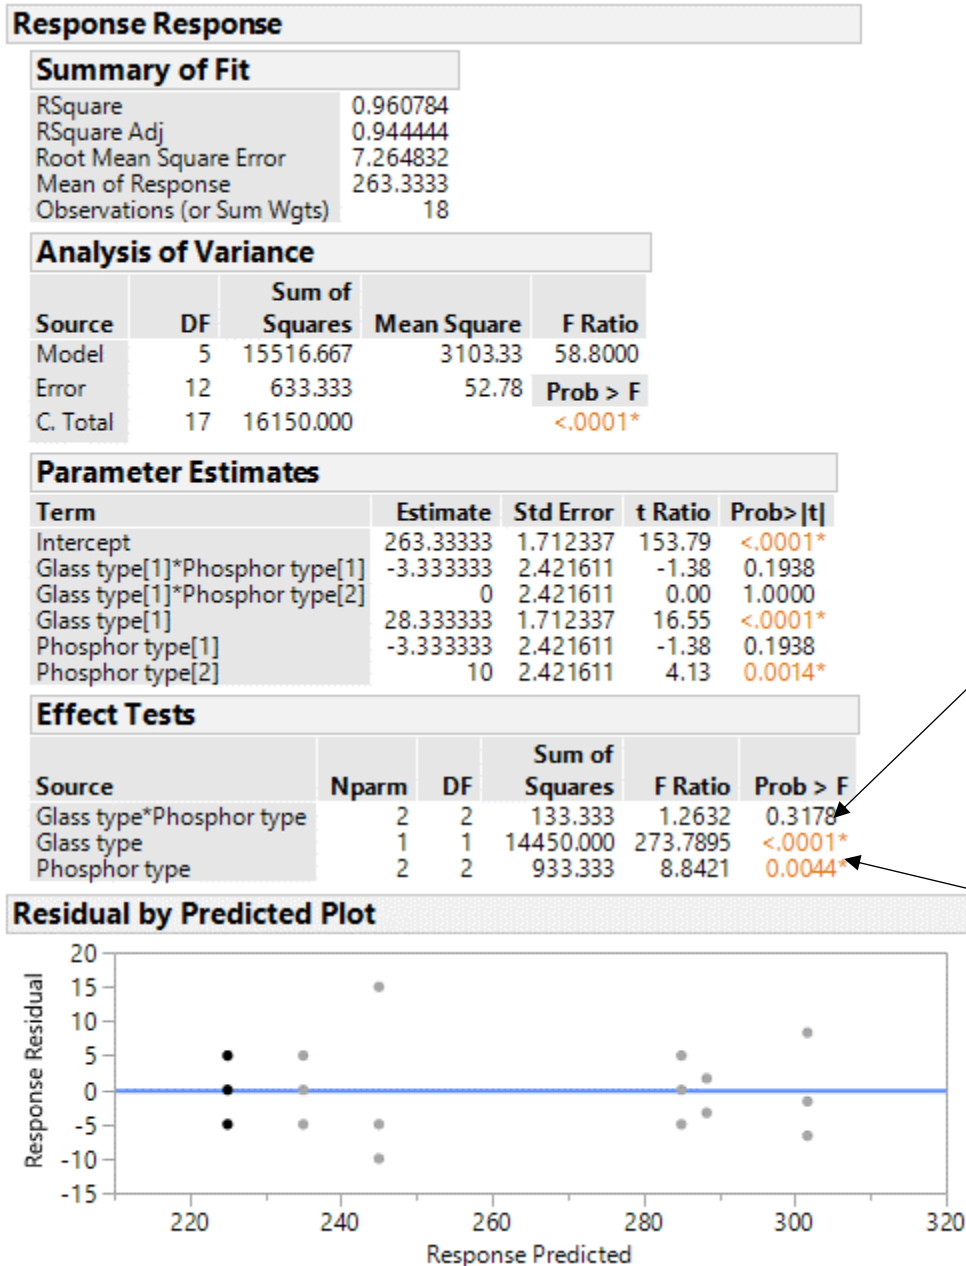 Response Response
Summary of Fit
RSquare 0.960784
RSquare Adj 0.944444
Root Mean Square Error 7.264832
Mean of Response 263.3333
Observations (or Sum Wgts) 18
Analysis of Variance
Sum of
Source DF Squares Mean Square F Ratio
Model 5 15516.667 3103.33 58.8000
Error 12 633.333 52.78 Prob > F
C. Total 17 16150.000 <.0001*
Parameter Estimates
Term Estimate Std Error t Ratio Prob>|t|
Intercept 263.33333 1.712337 153.79 <.0001*
Glass type[1]*Phosphor type[1] -3.333333 2.421611 -1.38 0.1938
Glass type[1]*Phosphor type[2] 0 2.421611 0.00 1.0000
Glass type[1] 28.333333 1.712337 16.55 <.0001*
Phosphor type[1] -3.333333 2.421611 -1.38 0.1938
Phosphor type[2] 10 2.421611 4.13 0.0014*
Effect Tests
Sum of
Source Nparm DF Squares F Ratio Prob > F
Glass type*Phosphor type 2 2 133.333 1.2632 0.3178
Glass type 1 1 14450.000 273.7895 <.0001*
Phosphor type 2 2 933.333 8.8421 0.0044*
Residual by Predicted Plot
Response Residual
20
15
10
5
0
-5
-10
-15
220 240 260 280 300 320
Response Predicted